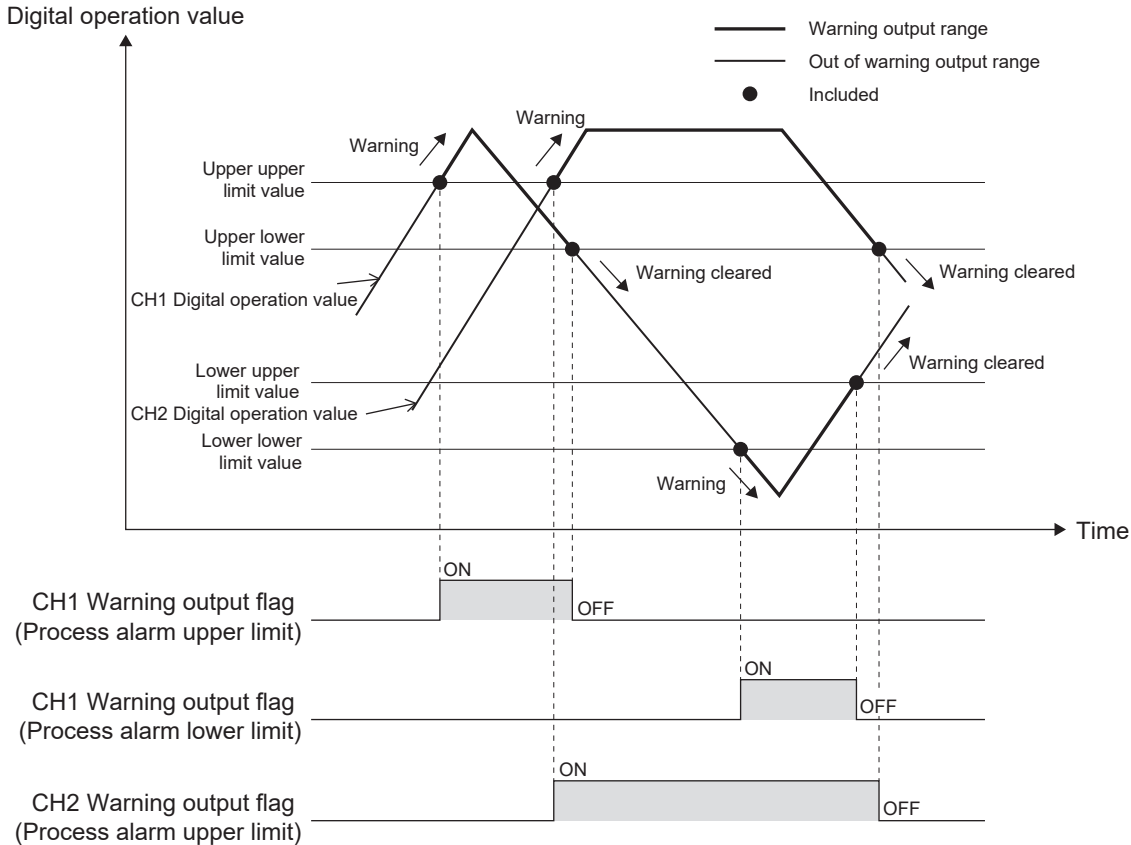 Digital operation value
Warning output range
Out of warning output range
Included
Warning
Warning
Upper upper
limit value
Upper lower
limit value
Warning cleared
Warning cleared
CH1 Digital operation value
Warning cleared
Lower upper
limit value
CH2 Digital operation value
Lower lower
limit value
Warning
Time
ON
CH1 Warning output flag
(Process alarm upper limit)
OFF
ON
CH1 Warning output flag
(Process alarm lower limit)
OFF
ON
CH2 Warning output flag
(Process alarm upper limit)
OFF